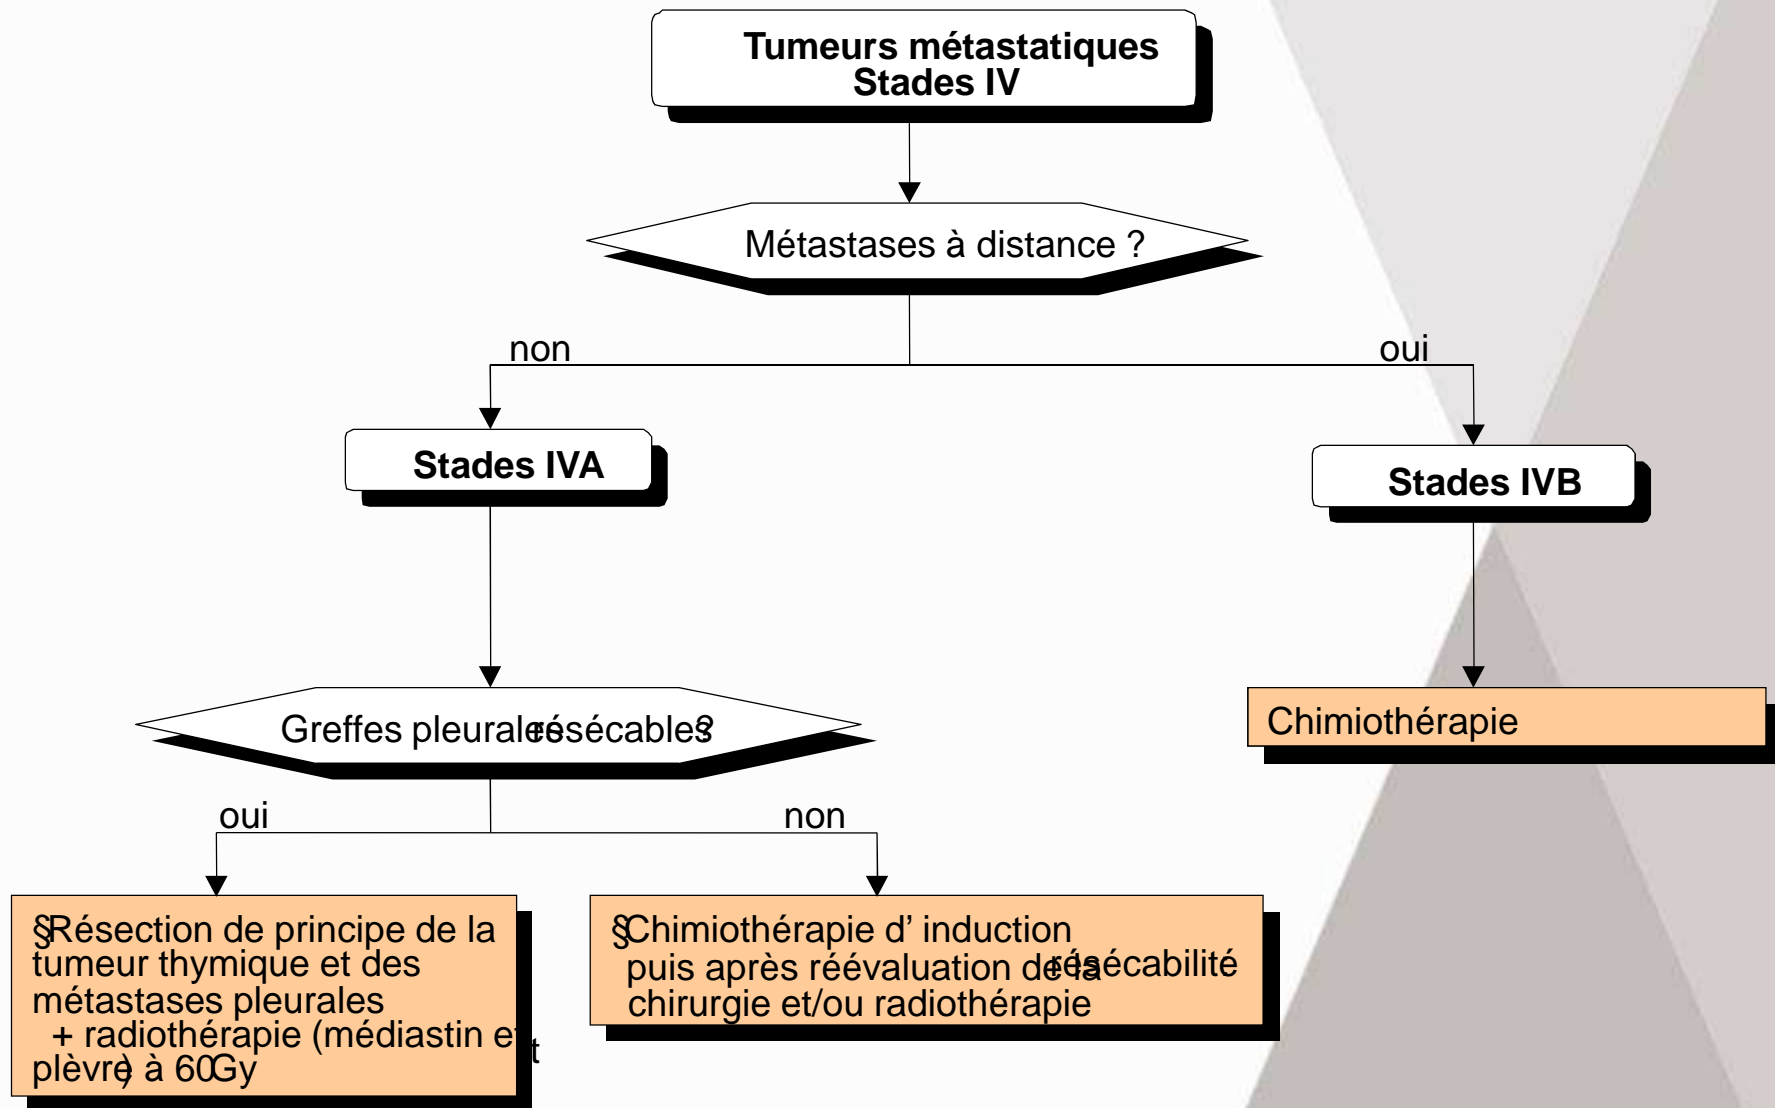 Tumeurs métastatiques
Stades IV
Métastases à distance ?
non
oui
Stades IVA
Stades IVB
Greffes pleurales résécables?
Chimiothérapie
oui
non
§Résection de principe de la
tumeur thymique et des
métastases pleurales
+ radiothérapie (médiastin et
plèvre) à 60Gy
§Chimiothérapie d' induction
puis après réévaluation de la résécabilité
chirurgie et/ou radiothérapie